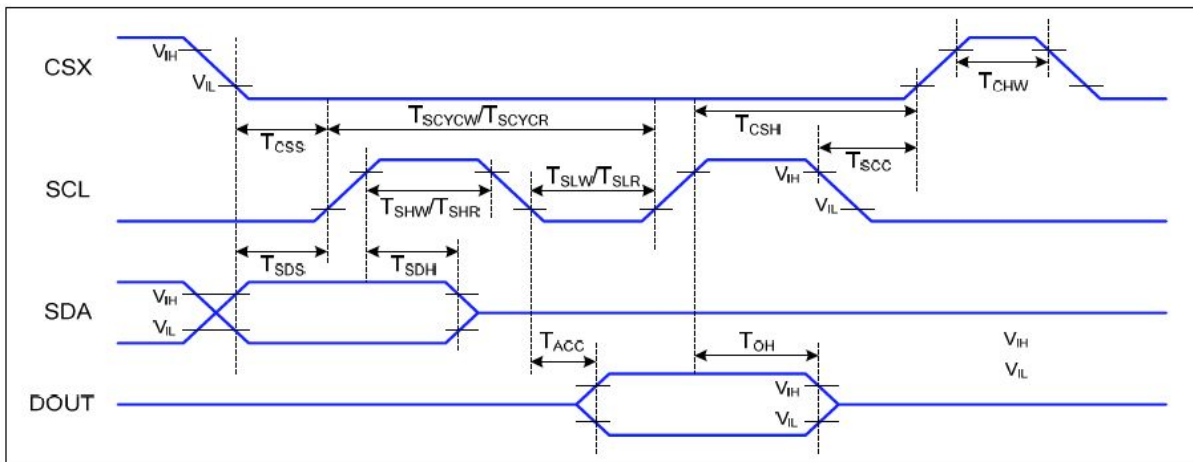 CSX
VIH
VIL
TCHW
TSCYCW/TSCYCR
TCSH
TCSS
TSCC
SCL
TSLW/TSLR
VIH
TSHW/TSHR
VIL
TSDS
TSDH
SDA
VIH
VIL
TACC
TOH
VIH
VIL
DOUT
VIH
VIL